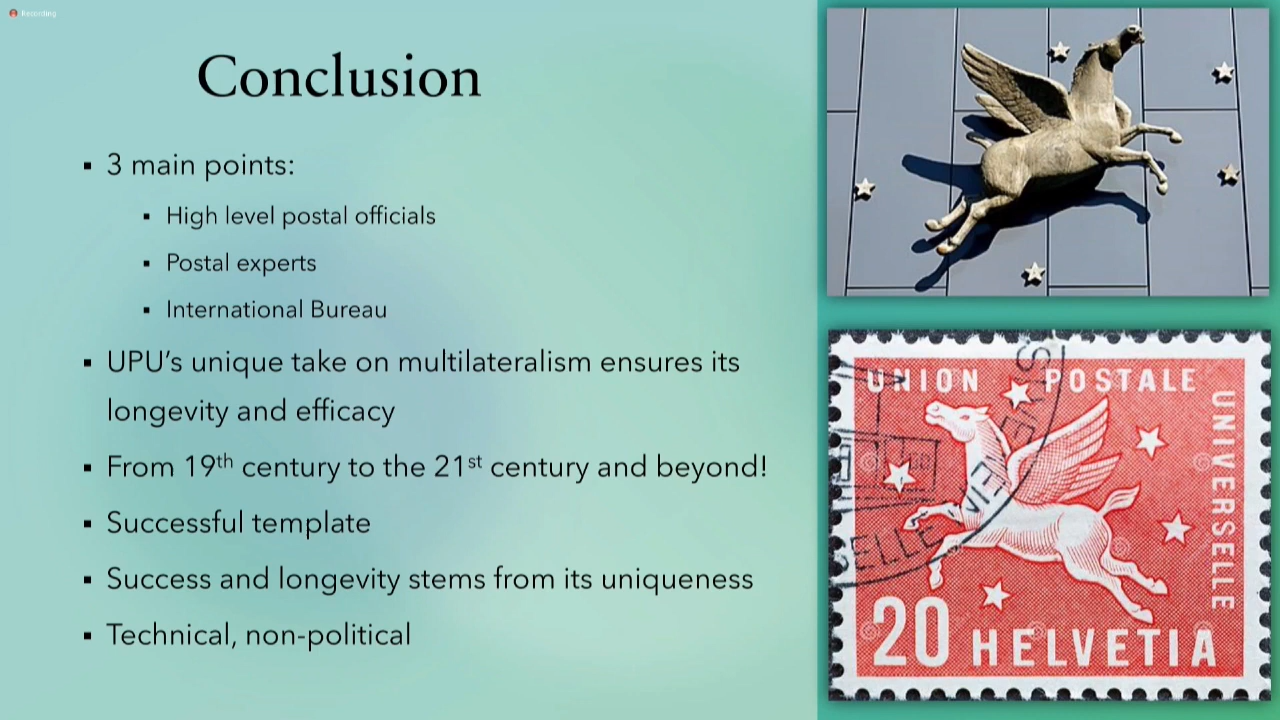 Recording
Conclusion
3 main points:
High level postal officials
Postal experts
International Bureau
UPU's unique take on multilateralism ensures its
longevity and efficacy
From 19th century to the 21st century and beyond!
Successful template
Success and longevity stems from its uniqueness
Technical, non-political
UNION POSTALE
UNIVERSELLE
20 HELVETIA